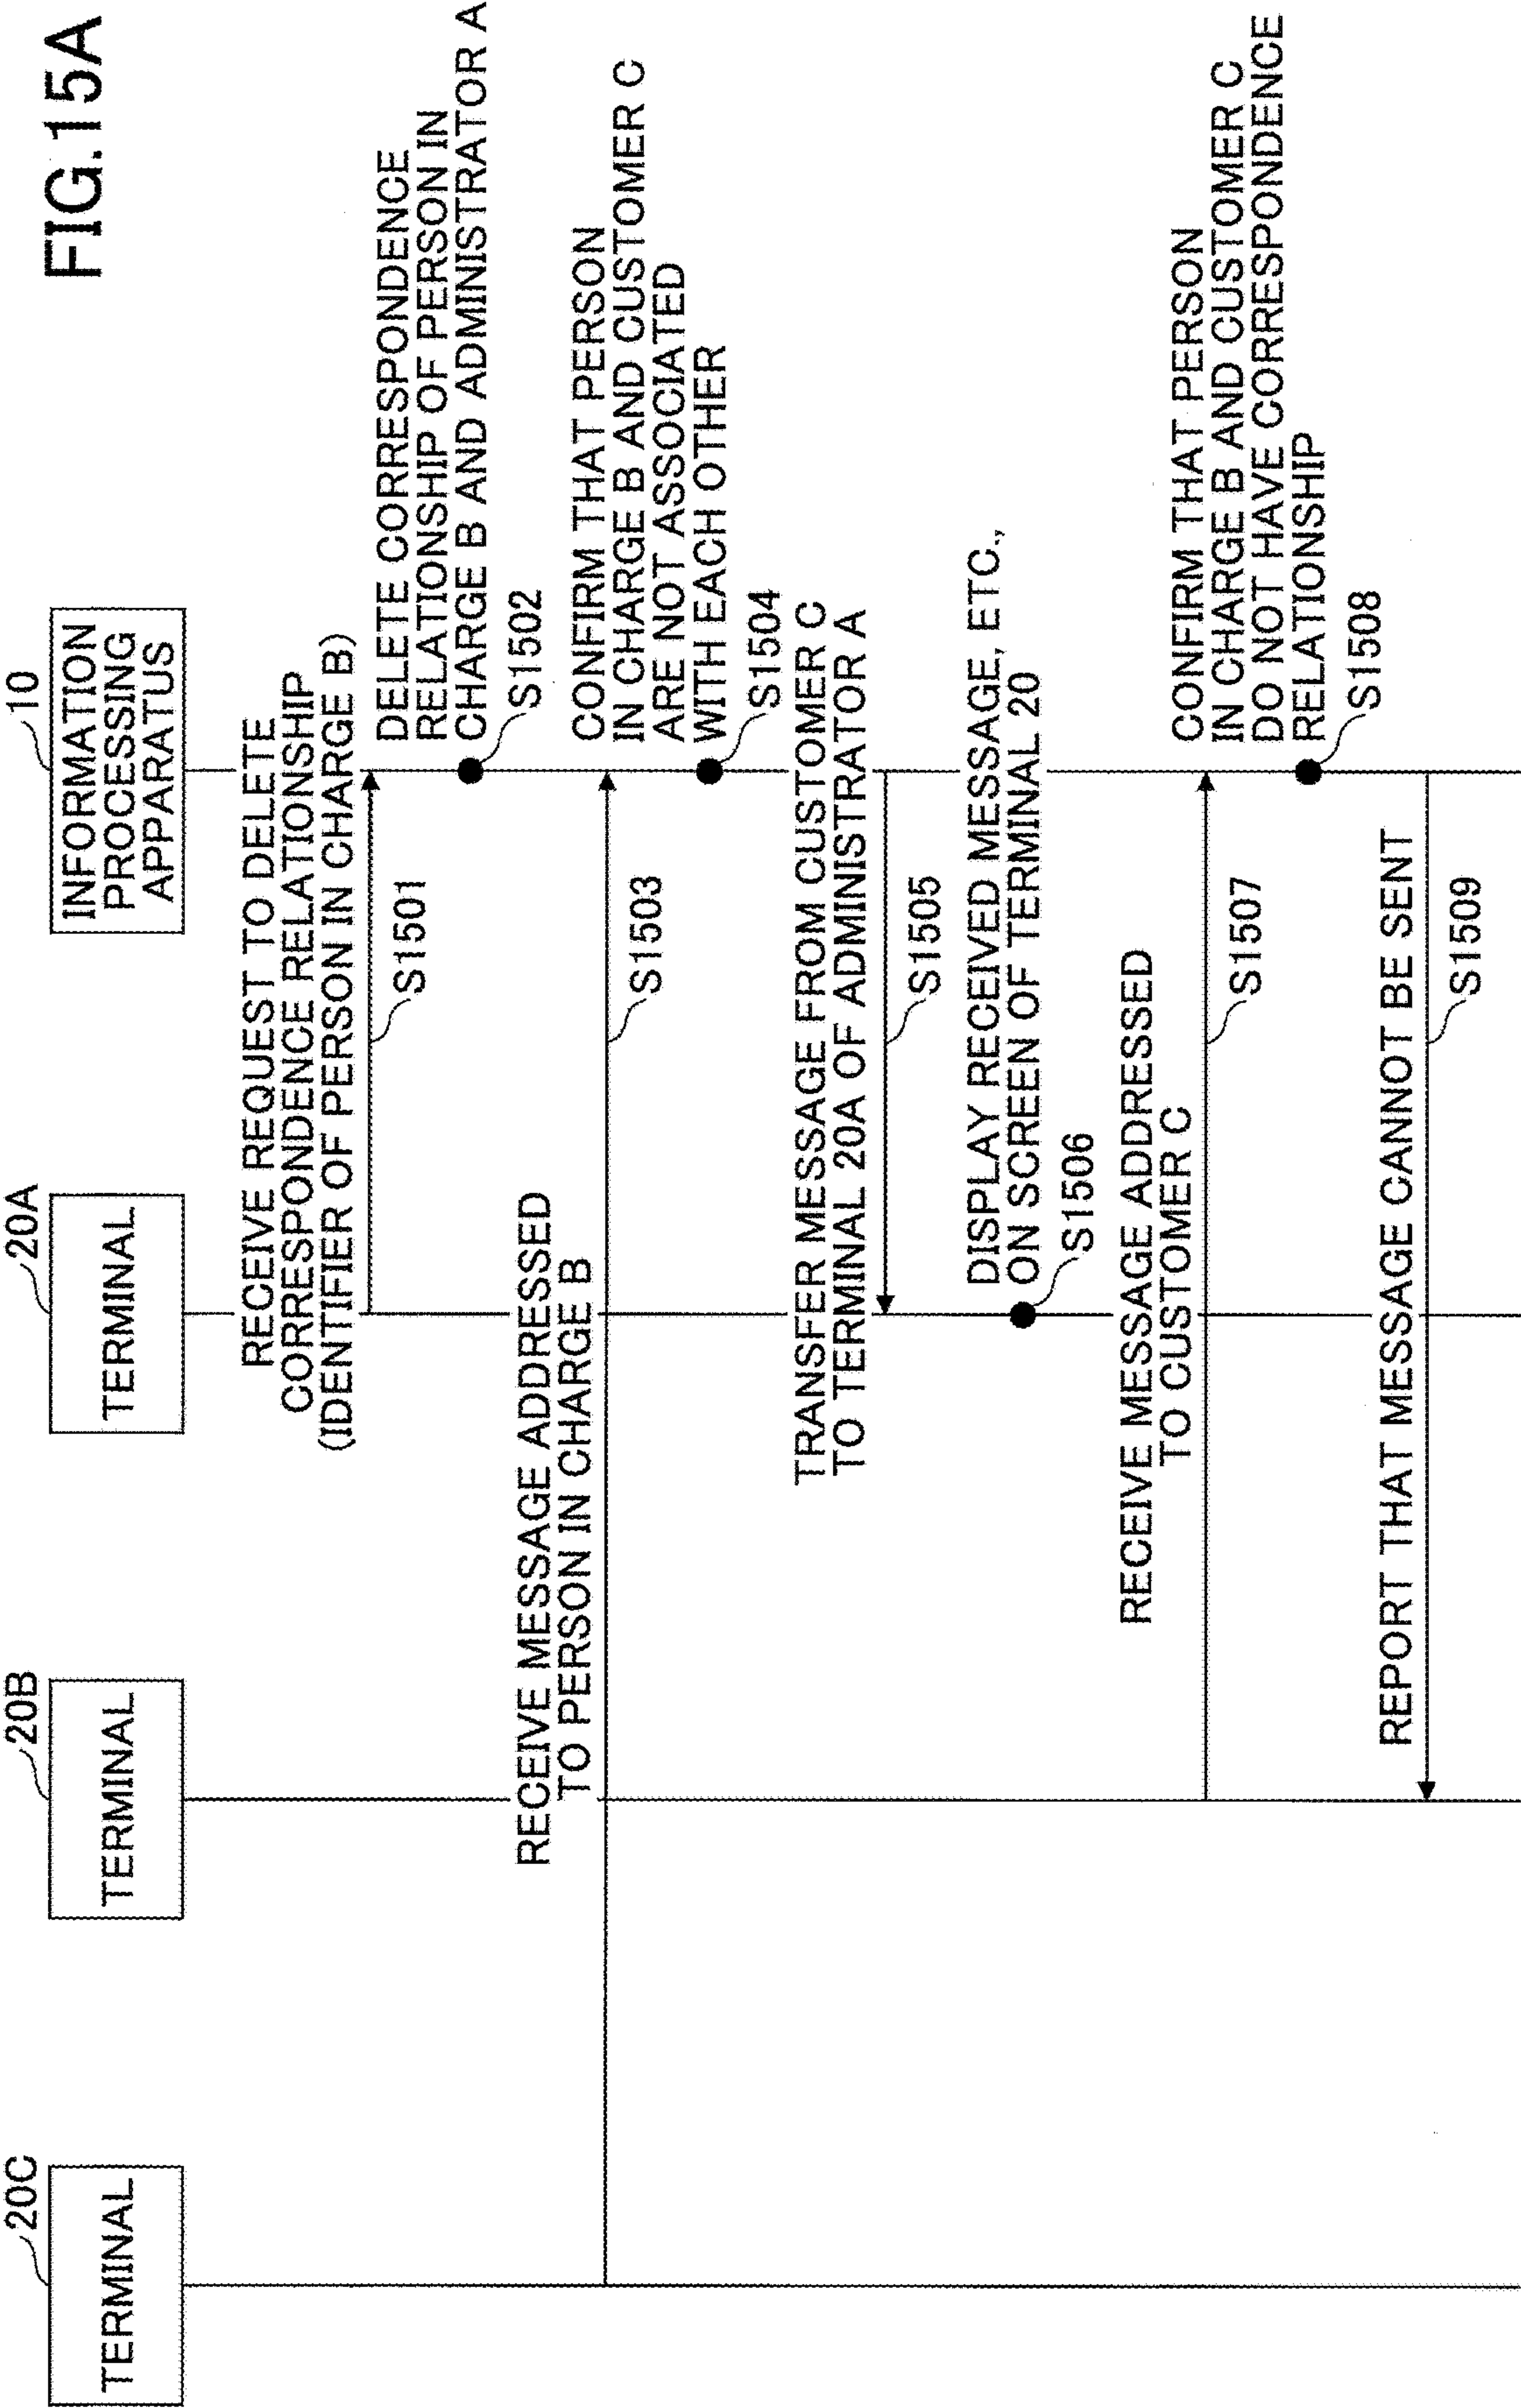 FIG.15A
20C
20B
20A
10
TERMINAL
TERMINAL
TERMINAL
INFORMATION
PROCESSING
APPARATUS
RECEIVE REQUEST TO DELETE
CORRESPONDENCE RELATIONSHIP
(IDENTIFIER OF PERSON IN CHARGE B)
S1501
DELETE CORRESPONDENCE
RELATIONSHIP OF PERSON IN
CHARGE B AND ADMINISTRATOR A
S1502
RECEIVE MESSAGE ADDRESSED
TO PERSON IN CHARGE B
S1503
CONFIRM THAT PERSON
IN CHARGE B AND CUSTOMER C
ARE NOT ASSOCIATED
WITH EACH OTHER
S1504
TRANSFER MESSAGE FROM CUSTOMER C
TO TERMINAL 20A OF ADMINISTRATOR A
S1505
DISPLAY RECEIVED MESSAGE, ETC.,
ON SCREEN OF TERMINAL 20
S1506
RECEIVE MESSAGE ADDRESSED
TO CUSTOMER C
S1507
CONFIRM THAT PERSON
IN CHARGE B AND CUSTOMER C
DO NOT HAVE CORRESPONDENCE
RELATIONSHIP
S1508
REPORT THAT MESSAGE CANNOT BE SENT
S1509